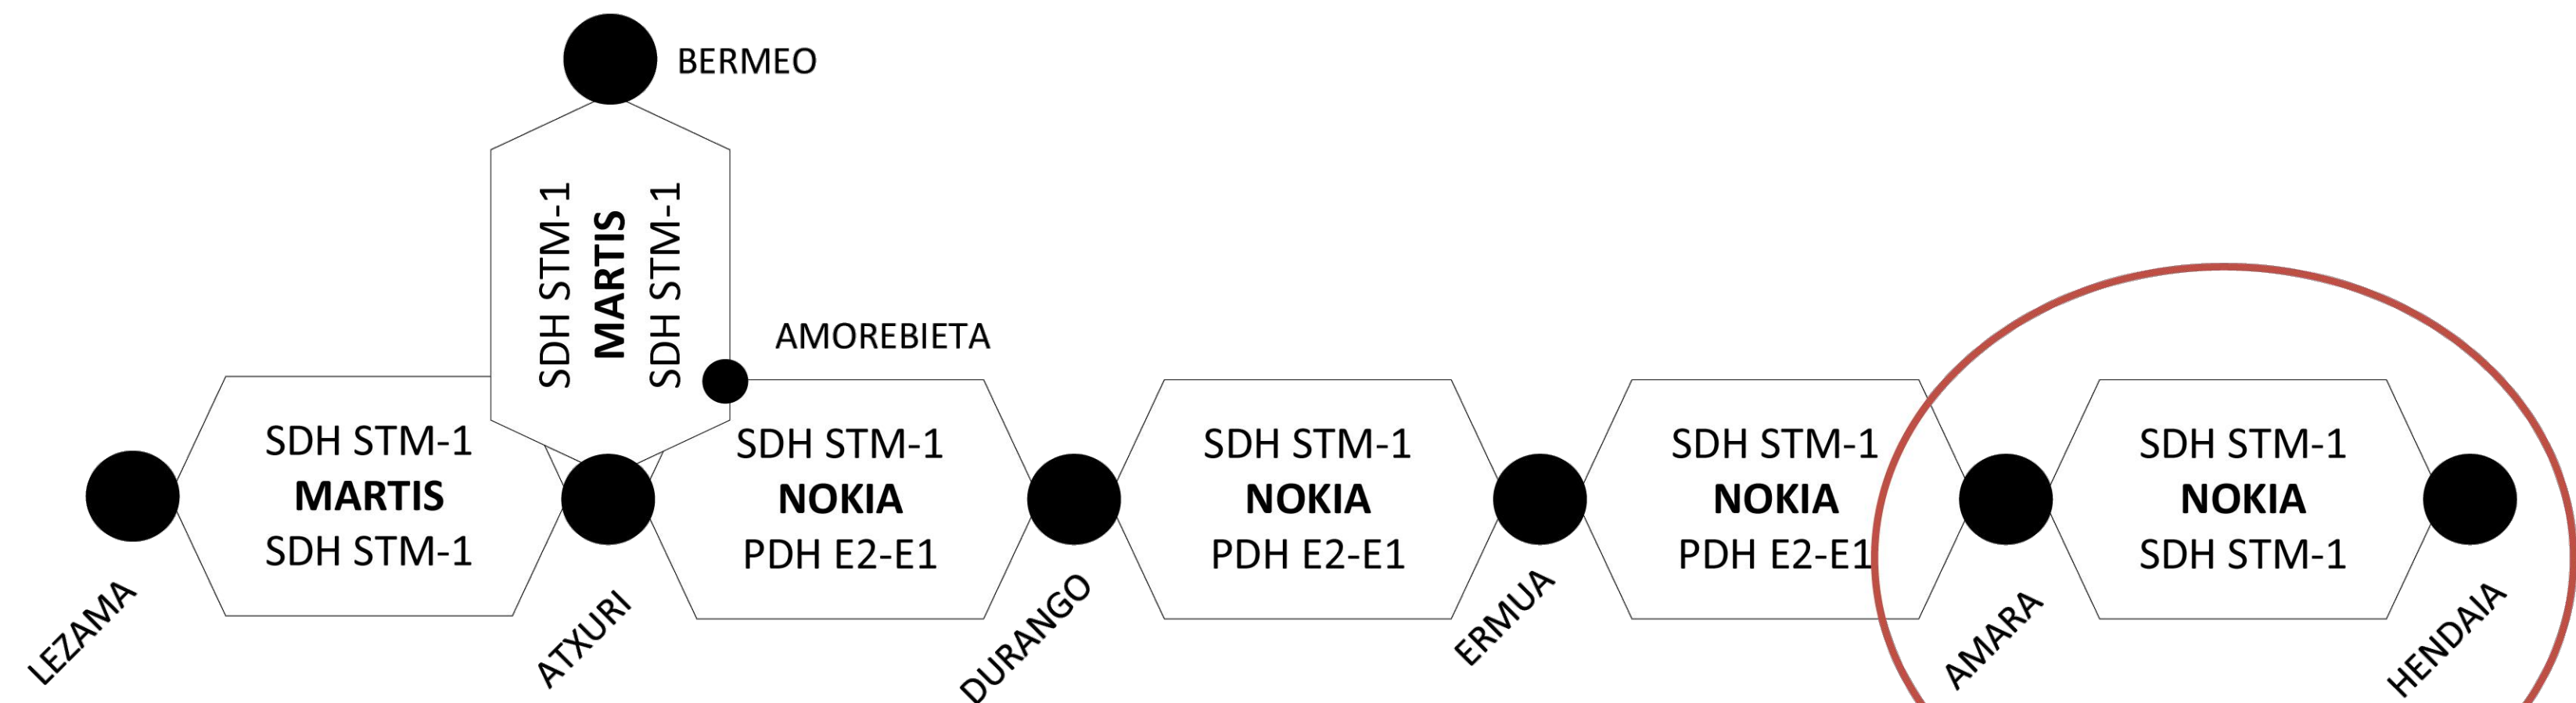 BERMEO
SDH STM-1
MARTIS
SDH STM-1
AMOREBIETA
SDH STM-1
MARTIS
SDH STM-1
SDH STM-1
NOKIA
PDH E2-E1
SDH STM-1
NOKIA
PDH E2-E1
SDH STM-1
NOKIA
PDH E2-E1
SDH STM-1
NOKIA
SDH STM-1
LEZAMA
ATXURI
DURANGO
ERMUA
AMARA
HENDAIA